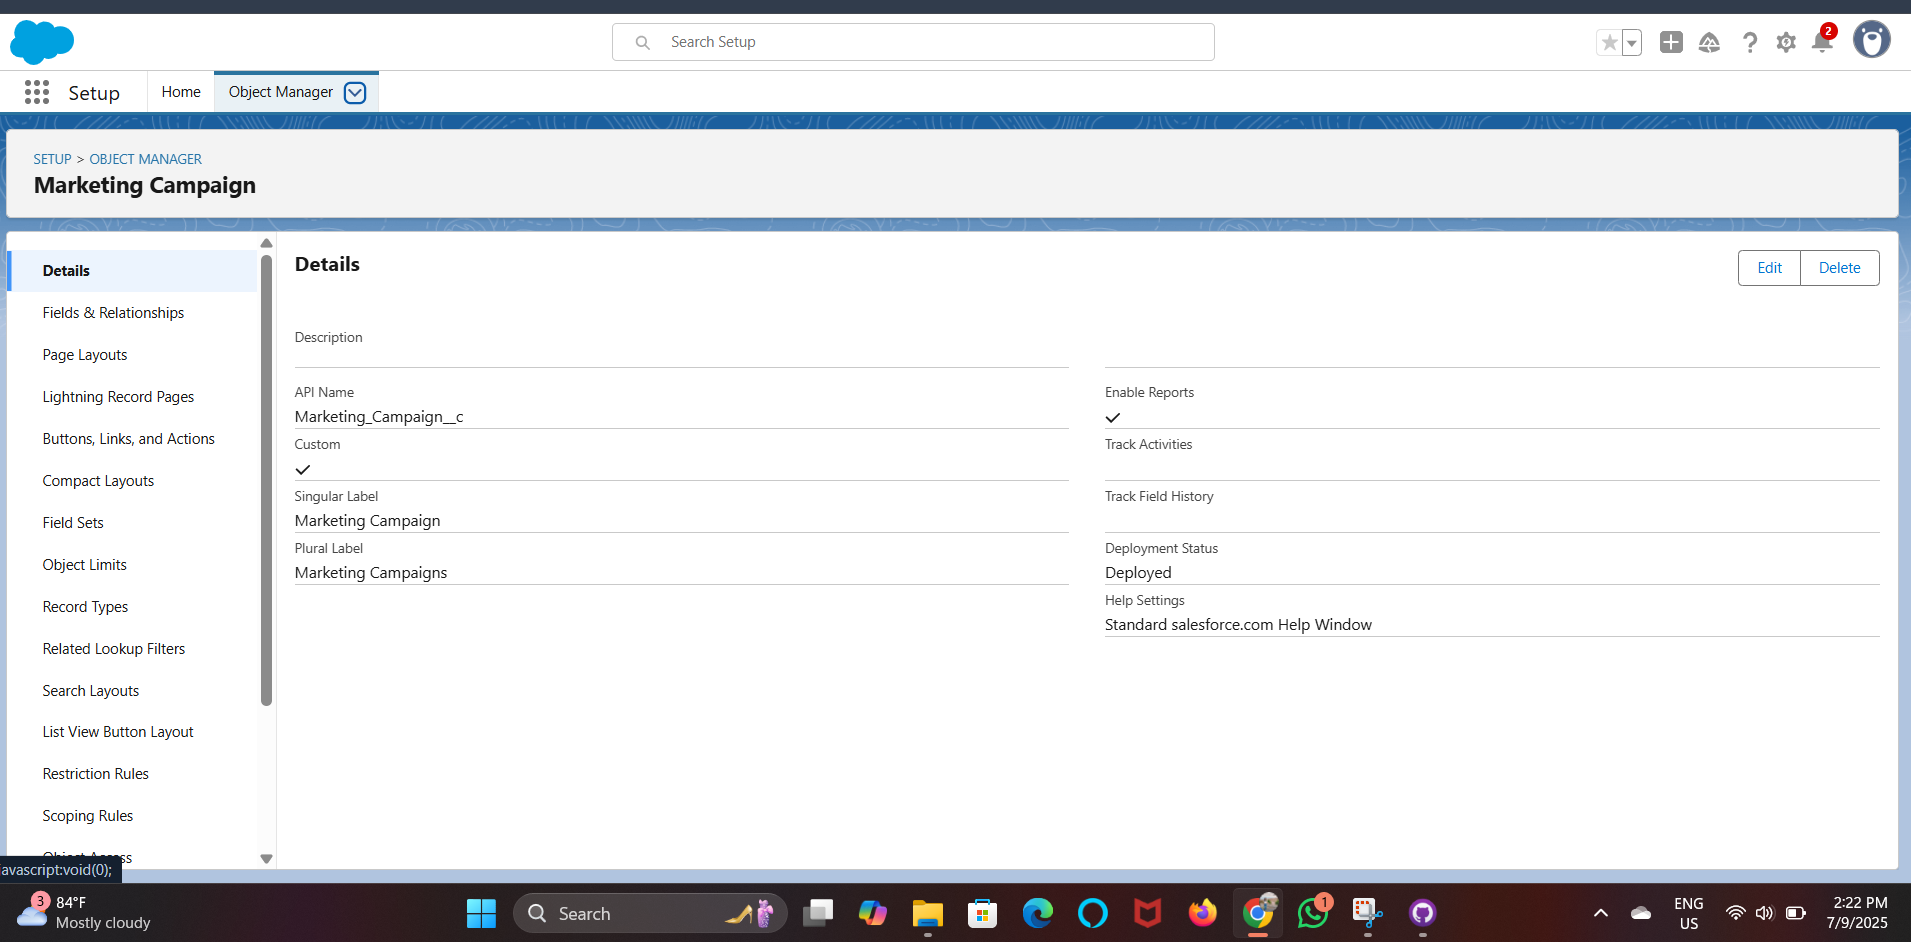 Search Setup
2
Setup
Home
Object Manager
SETUP > OBJECT MANAGER
Marketing Campaign
Details
Fields & Relationships
Page Layouts
Lightning Record Pages
Buttons, Links, and Actions
Compact Layouts
Field Sets
Object Limits
Record Types
Related Lookup Filters
Search Layouts
List View Button Layout
Restriction Rules
Scoping Rules
Object Access
javascript:void(0);
Details
Edit
Delete
Description
API Name
Marketing_Campaign__c
Custom
Singular Label
Marketing Campaign
Plural Label
Marketing Campaigns
Enable Reports
Track Activities
Track Field History
Deployment Status
Deployed
Help Settings
Standard salesforce.com Help Window
3
84°F
Mostly cloudy
Search
1
ENG
US
2:22 PM
7/9/2025